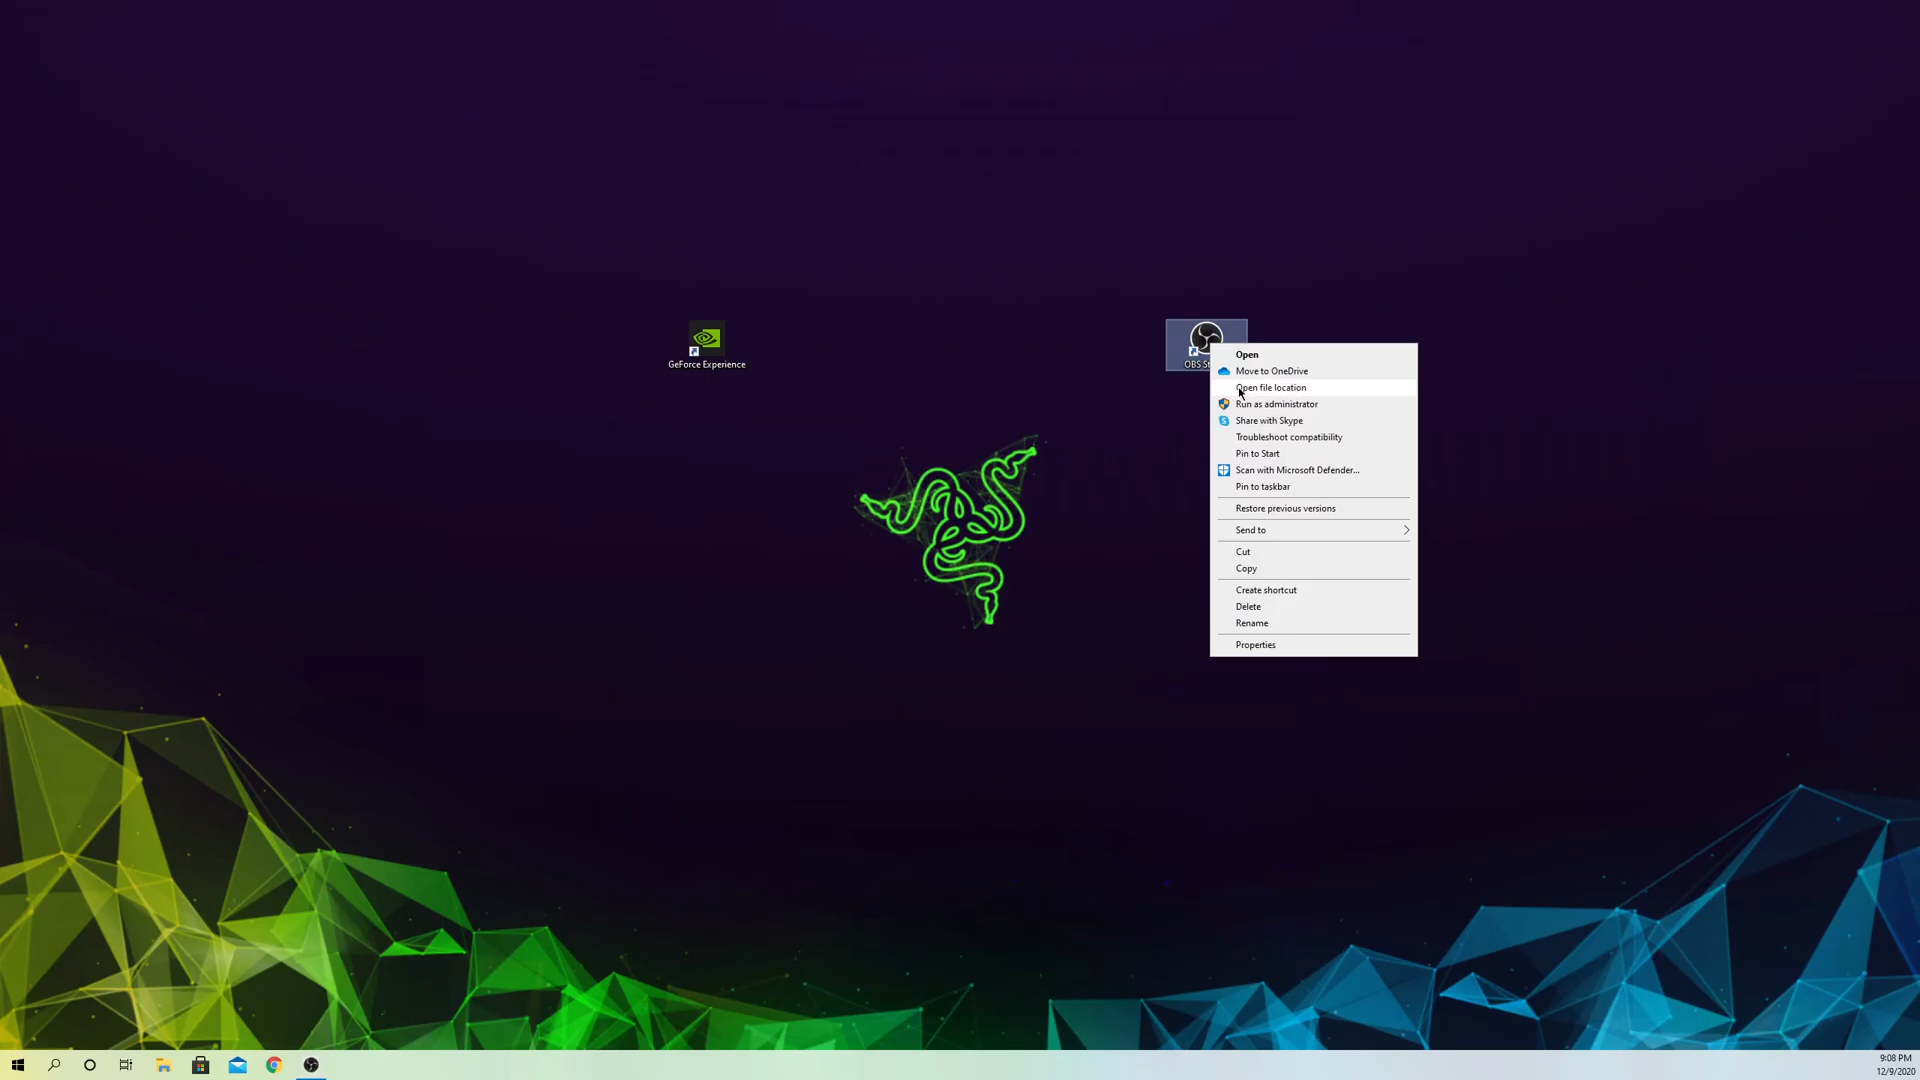 GeForce Experience
OBS
Open
Move to OneDrive
Open file location
Run as administrator
Share with Skype
Troubleshoot compatibility
Pin to Start
Scan with Microsoft Defender...
Pin to taskbar
Restore previous versions
Send to
Cut
Copy
Create shortcut
Delete
Rename
Properties
9:08 PM
12/9/2020